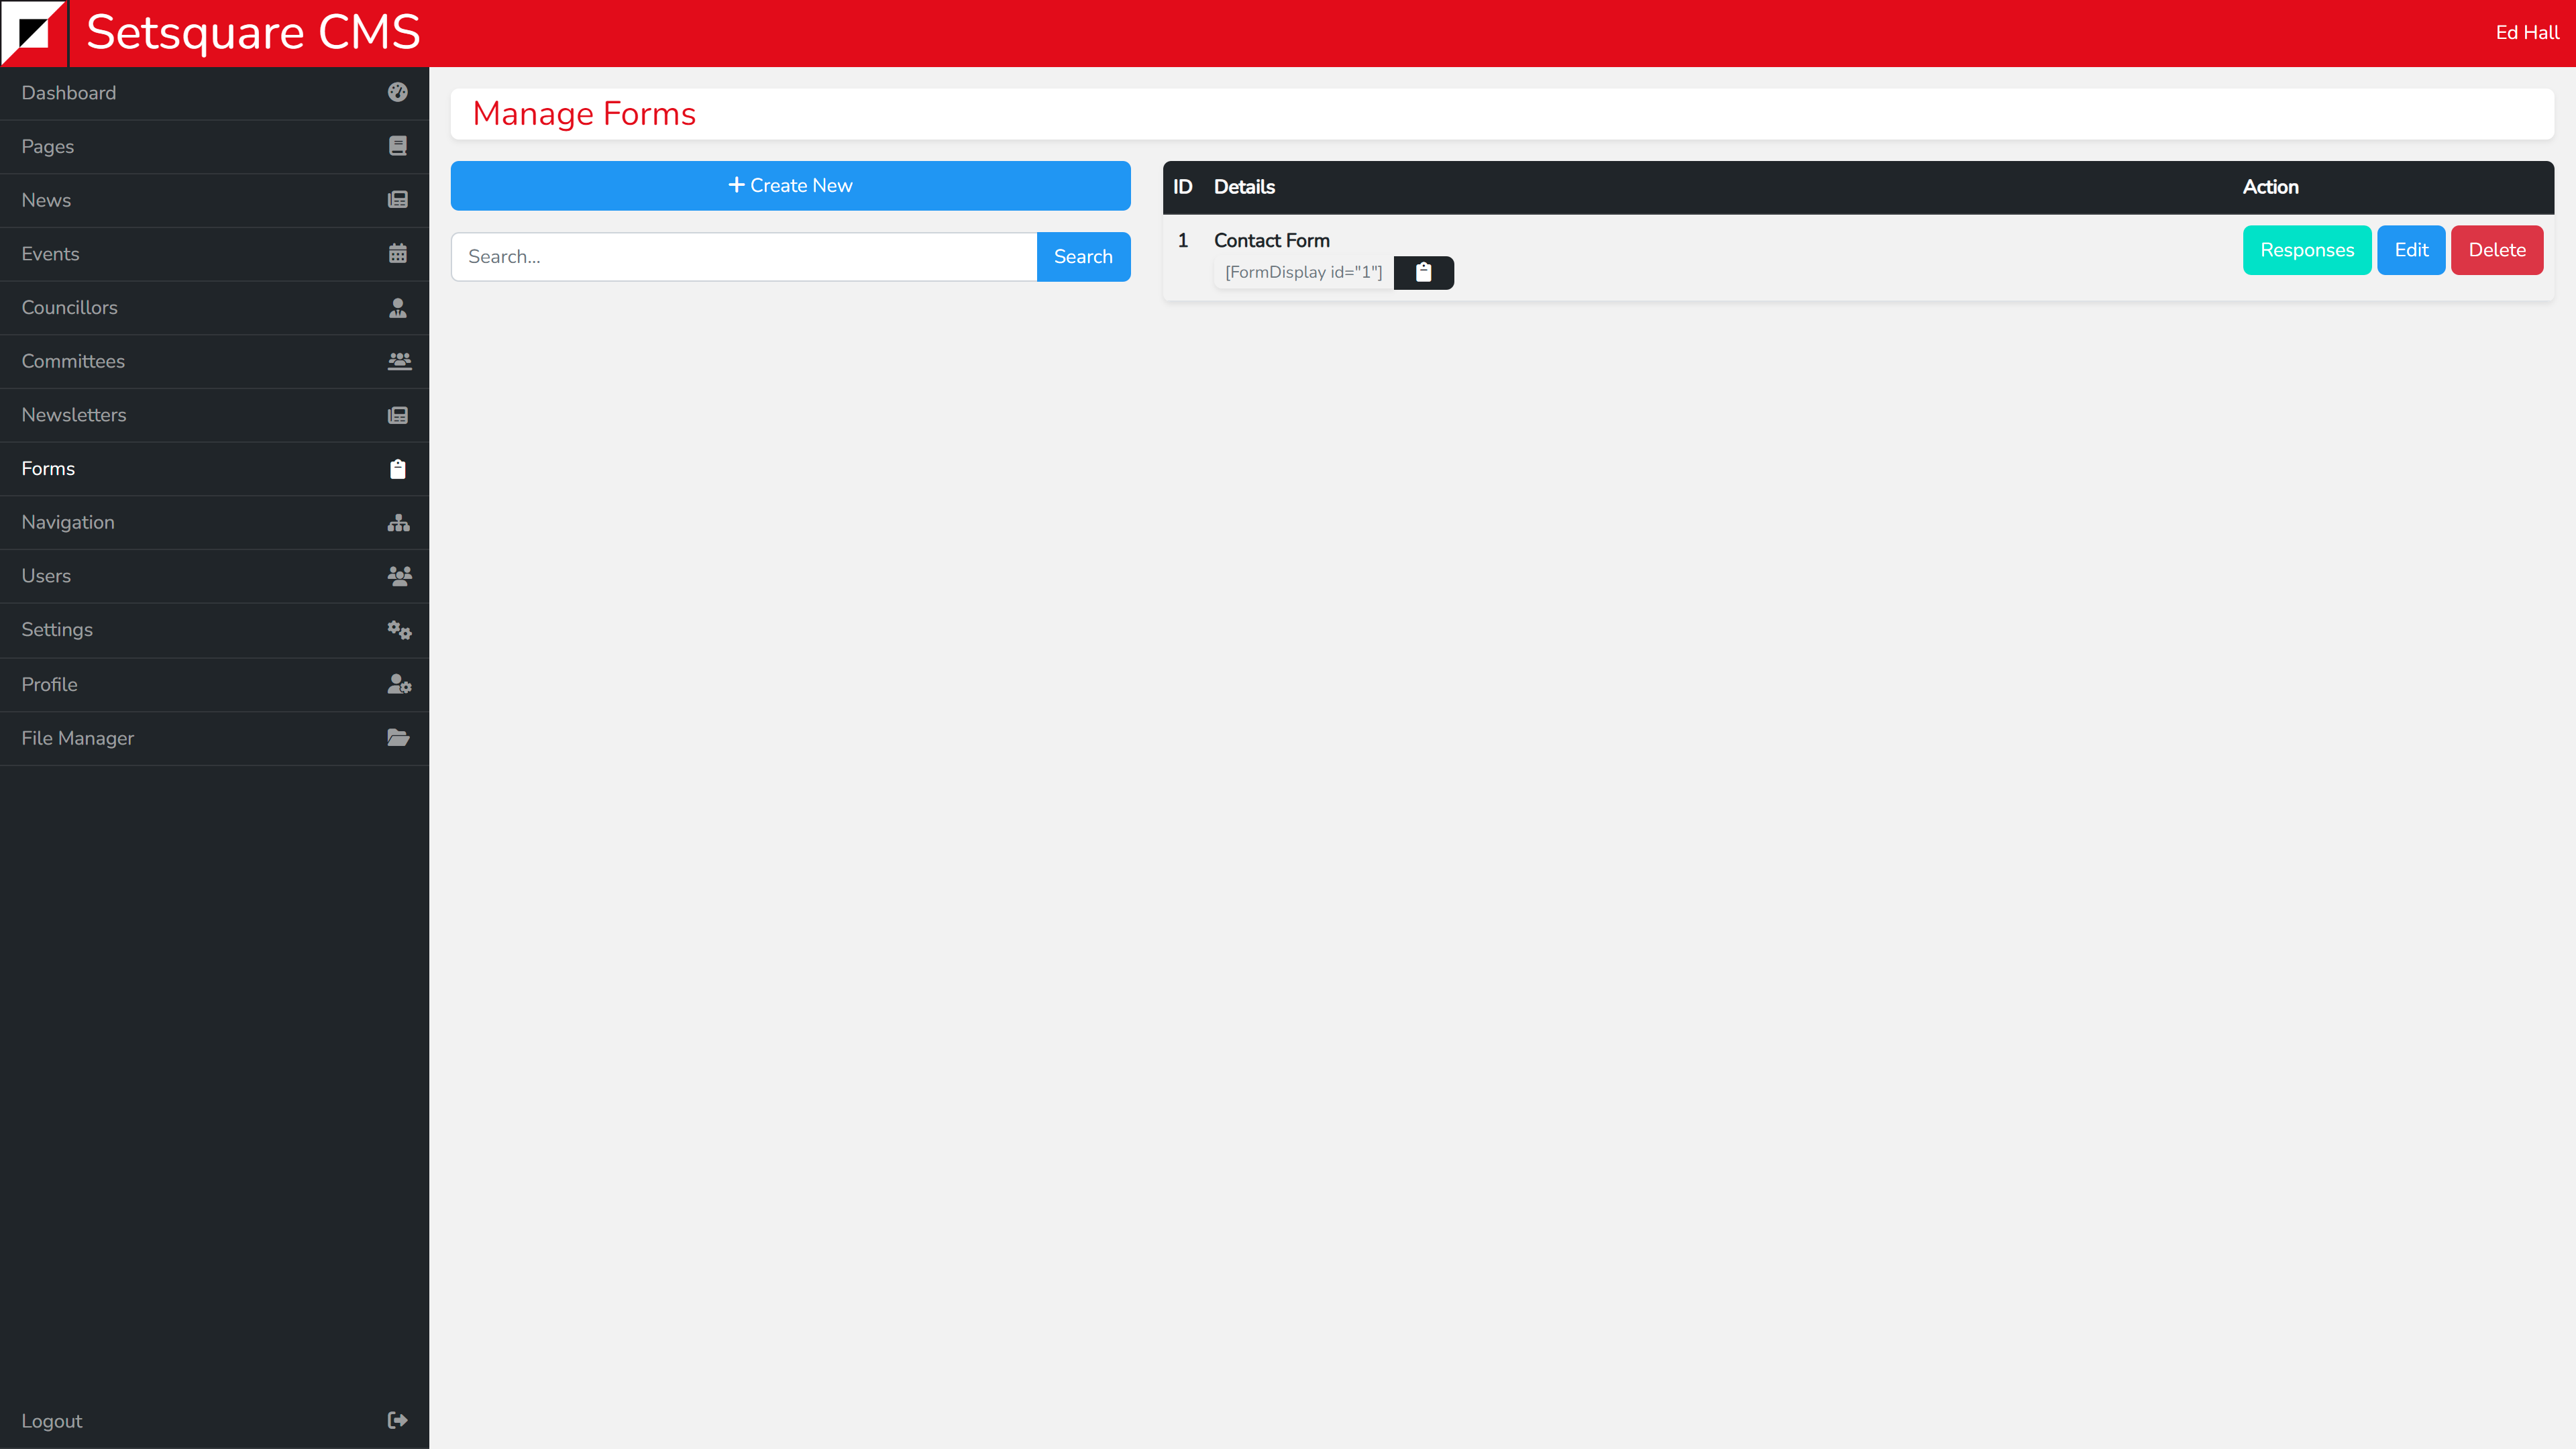 Setsquare CMS
Ed Hall
Dashboard
Pages
News
Events
Councillors
Committees
Newsletters
Forms
Navigation
Users
Settings
Profile
File Manager
Logout
Manage Forms
Create New
Search...
Search
ID Details Action
1 Contact Form
[FormDisplay id="1"]
Responses Edit Delete